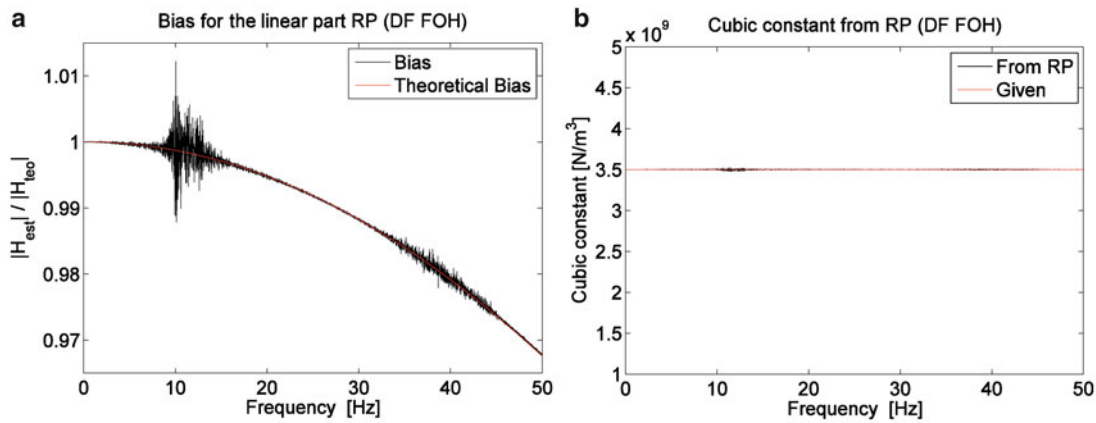 a
Bias for the linear part RP (DF FOH)
Bias
Theoretical Bias
|H_est| / |H_teo|
1.01
1
0.99
0.98
0.97
0 10 20 30 40 50
Frequency [Hz]
b
Cubic constant from RP (DF FOH)
x 10^9
From RP
Given
Cubic constant [N/m^3]
5
4.5
4
3.5
3
2.5
2
1.5
1
0 10 20 30 40 50
Frequency [Hz]